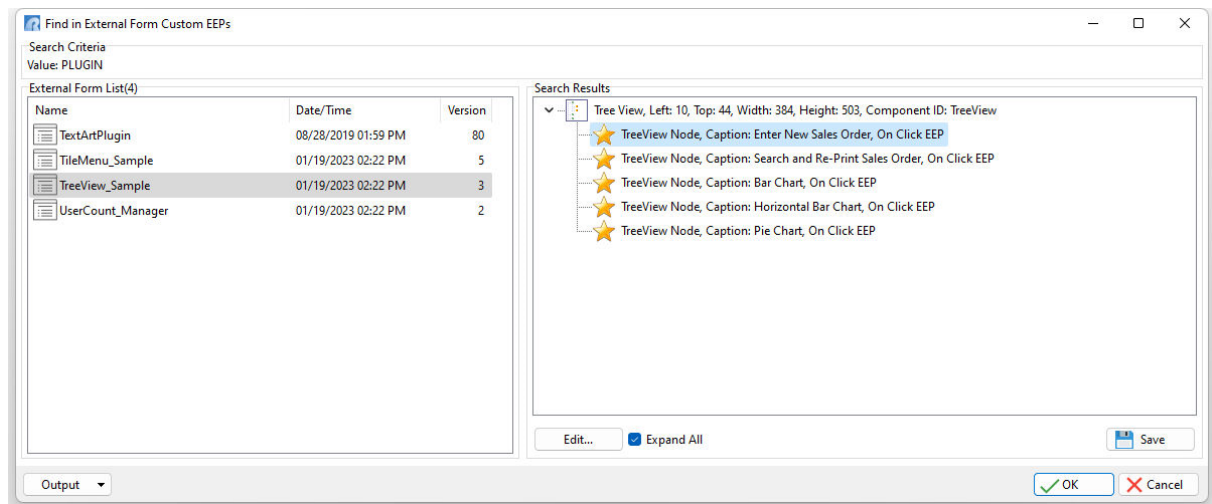 Find in External Form Custom EEPs
Search Criteria
Value: PLUGIN
External Form List(4)
Name Date/Time Version
TextArtPlugin 08/28/2019 01:59 PM 80
TileMenu_Sample 01/19/2023 02:22 PM 5
TreeView_Sample 01/19/2023 02:22 PM 3
UserCount_Manager 01/19/2023 02:22 PM 2
Search Results
Tree View, Left: 10, Top: 44, Width: 384, Height: 503, Component ID: TreeView
TreeView Node, Caption: Enter New Sales Order, On Click EEP
TreeView Node, Caption: Search and Re-Print Sales Order, On Click EEP
TreeView Node, Caption: Bar Chart, On Click EEP
TreeView Node, Caption: Horizontal Bar Chart, On Click EEP
TreeView Node, Caption: Pie Chart, On Click EEP
Edit... Expand All Save
Output OK Cancel